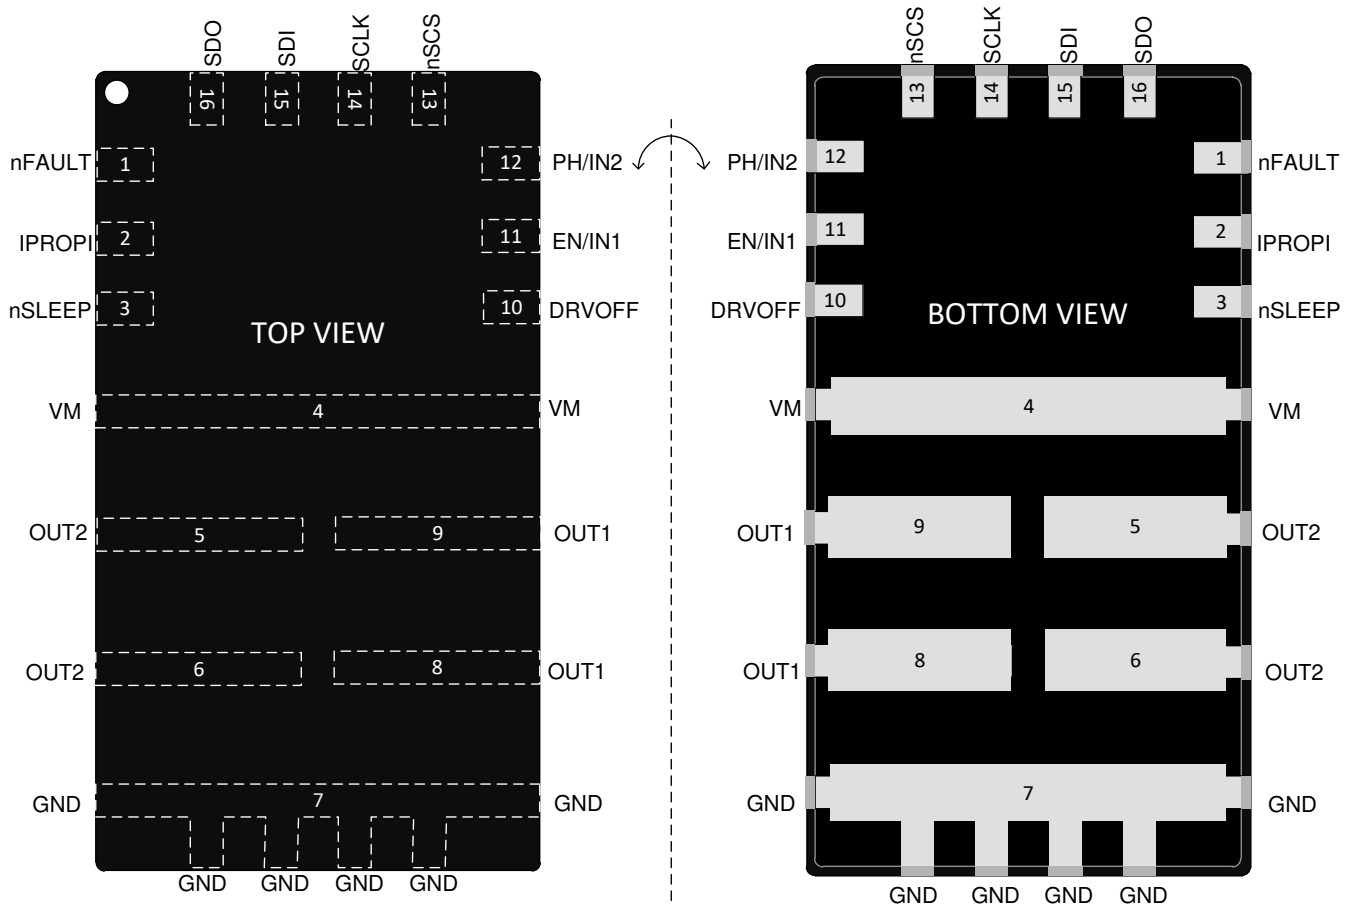 SDO SDI SCLK nSCS
16 15 14 13
nFAULT 1 12 PH/IN2
IPROPI 2 11 EN/IN1
nSLEEP 3 10 DRVOFF
TOP VIEW
VM 4 VM
OUT2 5 9 OUT1
OUT2 6 8 OUT1
GND 7 GND
GND GND GND GND
nSCS SCLK SDI SDO
13 14 15 16
PH/IN2 12 1 nFAULT
EN/IN1 11 2 IPROPI
DRVOFF 10 3 nSLEEP
BOTTOM VIEW
VM 4 VM
OUT1 9 5 OUT2
OUT1 8 6 OUT2
GND 7 GND
GND GND GND GND